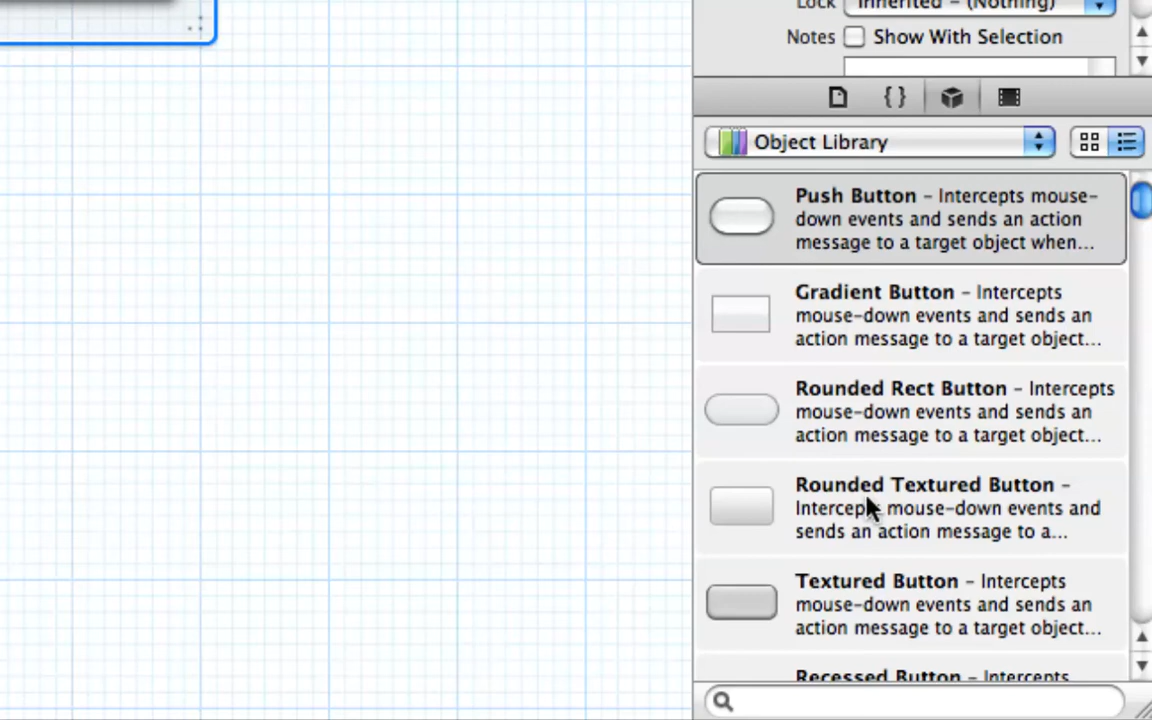 Lock Inherited - (Nothing)
Notes Show With Selection
{ }
Object Library
Push Button – Intercepts mouse-
down events and sends an action
message to a target object when...
Gradient Button – Intercepts
mouse-down events and sends an
action message to a target object...
Rounded Rect Button – Intercepts
mouse-down events and sends an
action message to a target object...
Rounded Textured Button –
Intercepts mouse-down events and
sends an action message to a...
Textured Button – Intercepts
mouse-down events and sends an
action message to a target object...
Recessed Button – Intercepts